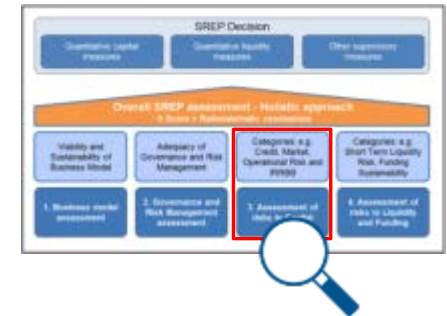 SREP Decision
Quantitative capital
measures
Quantitative liquidity
measures
Other supervisory
measures
Overall SREP assessment - Holistic approach
Viability and
Sustainability of
Business Model
Adequacy of
Governance and Risk
Management
Categories: e.g.
Credit, Market,
Operational Risk and
IRRBB
Categories: e.g.
Short Term Liquidity
Risk, Funding
Sustainability
1. Business model
assessment
2. Governance and
Risk Management
assessment
3. Assessment of
risks to Capital
4. Assessment of
risks to Liquidity
and Funding